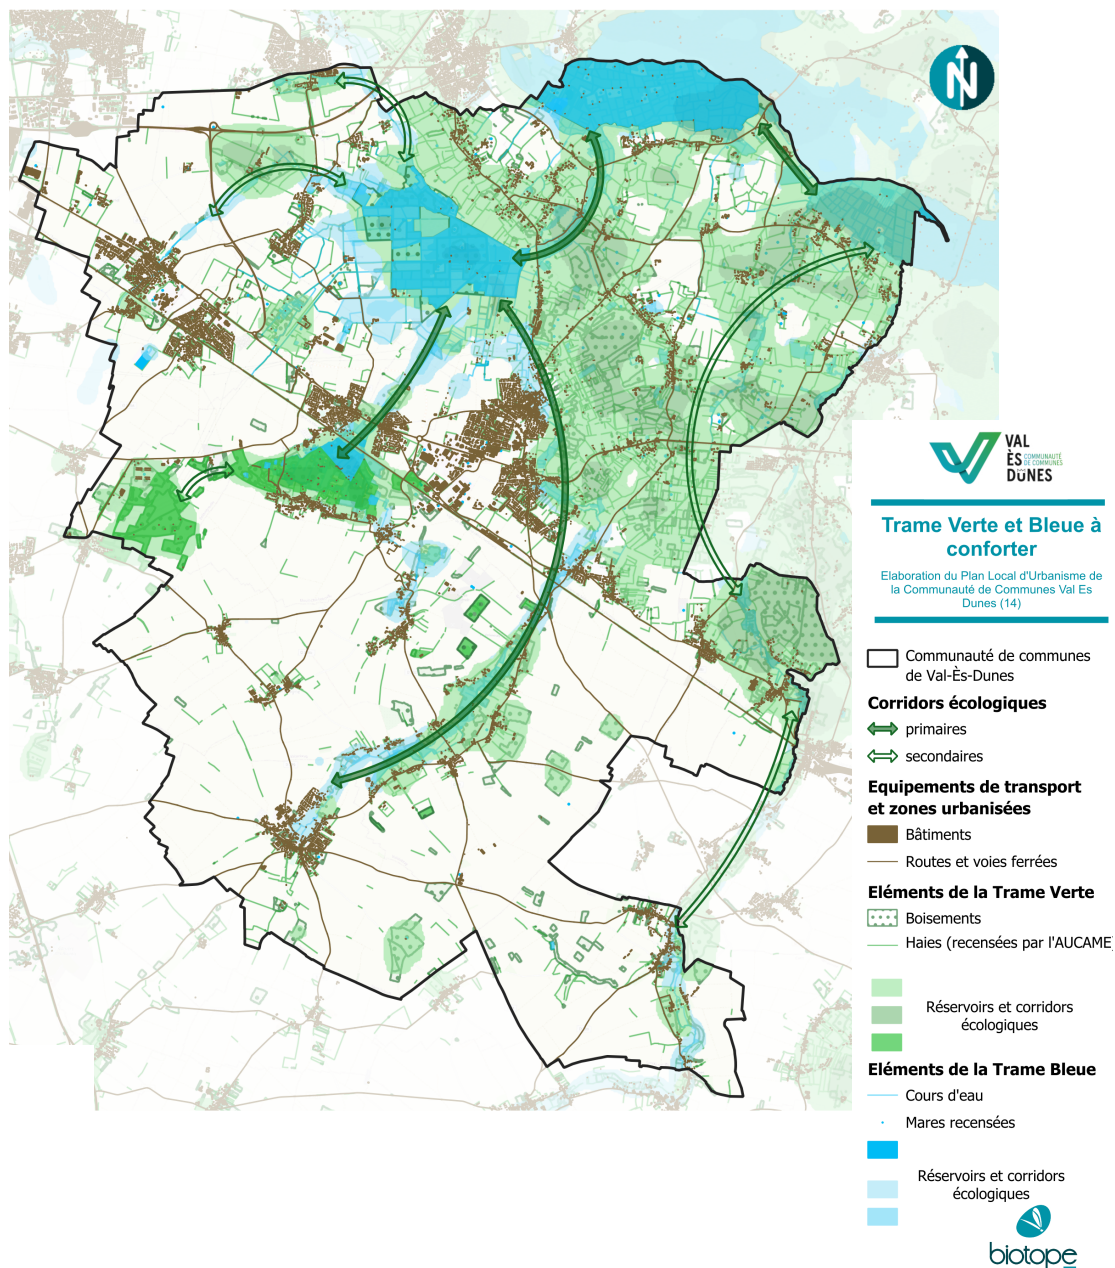 N
VAL
ÈS COMMUNAUTÉ
DE COMMUNES
DUNES
Trame Verte et Bleue à
conforter
Elaboration du Plan Local d'Urbanisme de
la Communauté de Communes Val Es
Dunes (14)
Communauté de communes
de Val-Ès-Dunes
Corridors écologiques
primaires
secondaires
Equipements de transport
et zones urbanisées
Bâtiments
Routes et voies ferrées
Eléments de la Trame Verte
Boisements
Haies (recensées par l'AUCAME)
Réservoirs et corridors
écologiques
Eléments de la Trame Bleue
Cours d'eau
Mares recensées
Réservoirs et corridors
écologiques
biotope